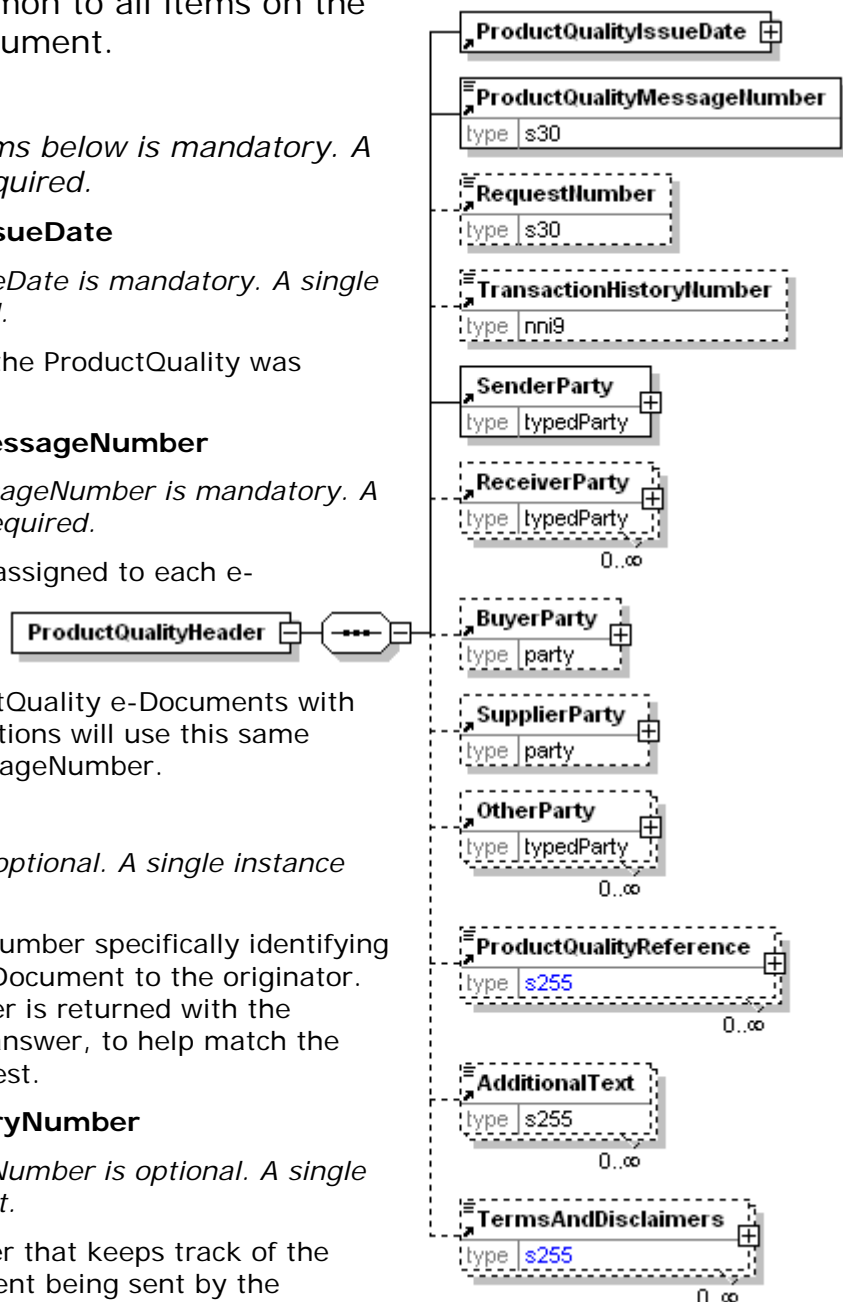 mon to all items on the
ument.
ms below is mandatory. A
quired.
sueDate
eDate is mandatory. A single
.
the ProductQuality was
essageNumber
sageNumber is mandatory. A
equired.
assigned to each e-
tQuality e-Documents with
tions will use this same
ageNumber.
optional. A single instance
umber specifically identifying
Document to the originator.
er is returned with the
answer, to help match the
est.
ryNumber
Number is optional. A single
t.
er that keeps track of the
ent being sent by the
ProductQualityHeader
ProductQualityIssueDate
ProductQualityMessageNumber
type s30
RequestNumber
type s30
TransactionHistoryNumber
type nni9
SenderParty
type typedParty
ReceiverParty
type typedParty
0..∞
BuyerParty
type party
SupplierParty
type party
OtherParty
type typedParty
0..∞
ProductQualityReference
type s255
0..∞
AdditionalText
type s255
0..∞
TermsAndDisclaimers
type s255
0..∞